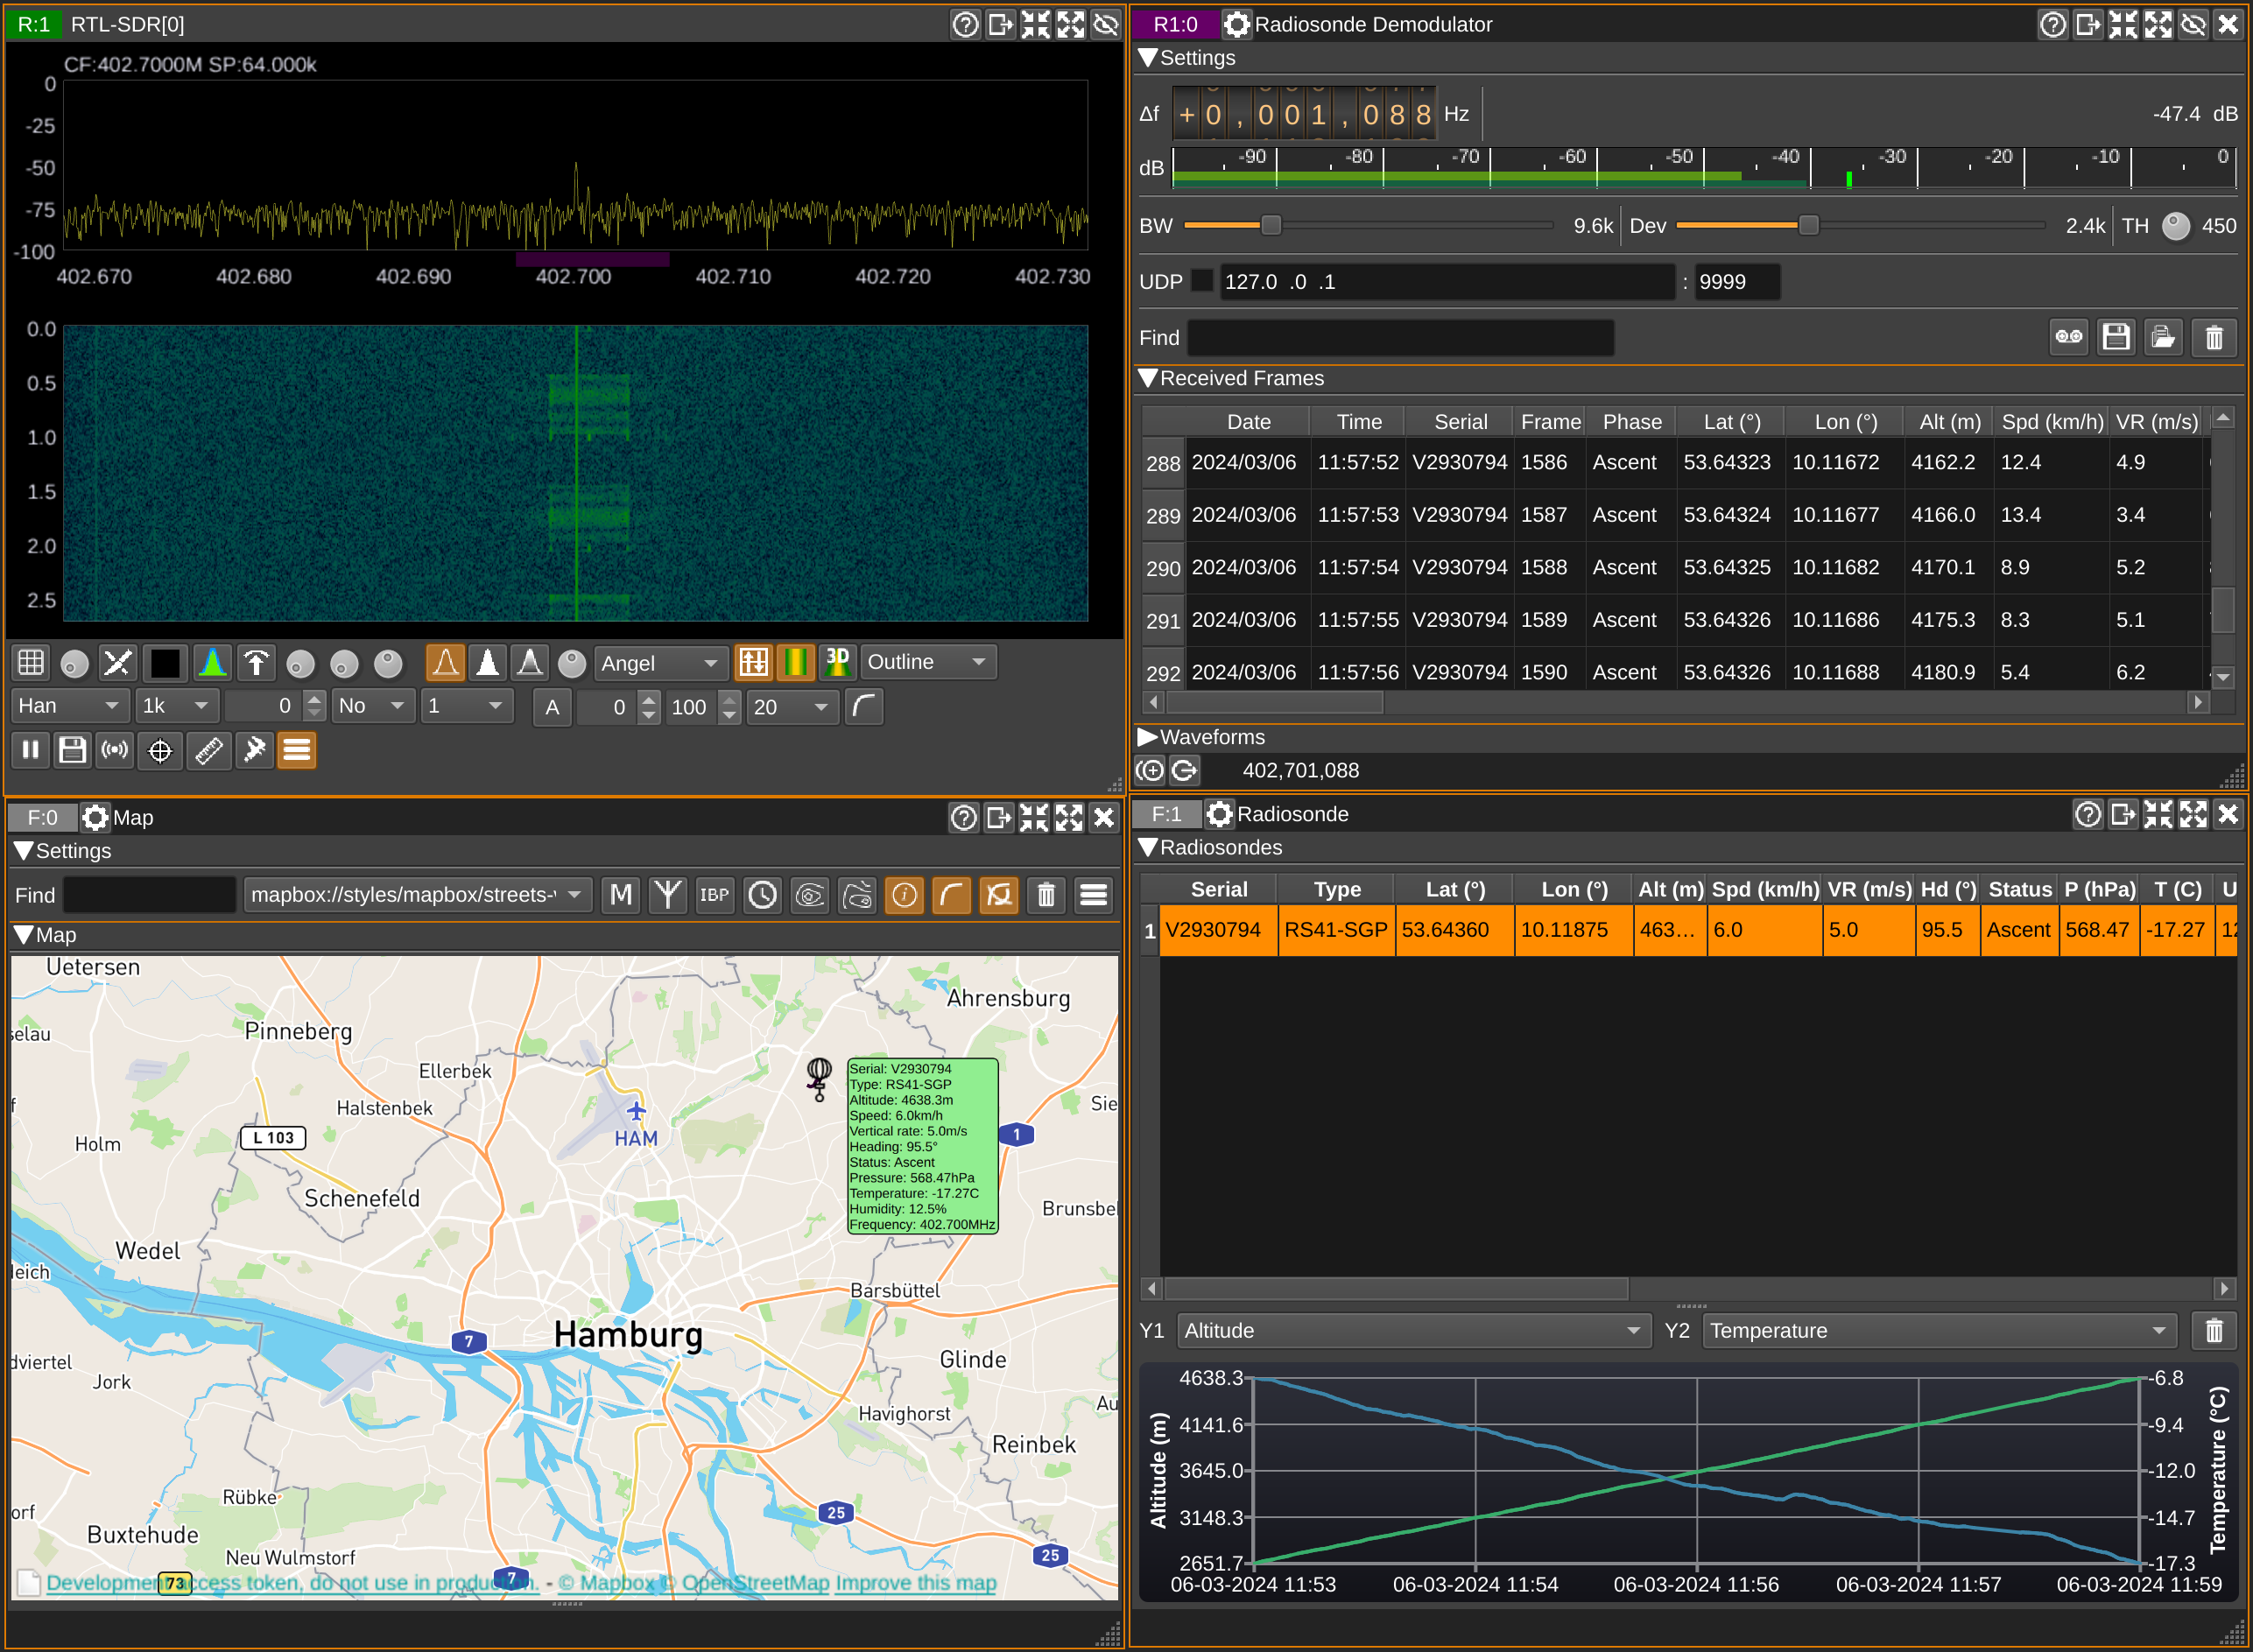 R:1 RTL-SDR[0]
CF:402.7000M SP:64.000k
0
-25
-50
-75
-100
402.670 402.680 402.690 402.700 402.710 402.720 402.730
0.0
0.5
1.0
1.5
2.0
2.5
Angel 3D Outline
Han 1k 0 No 1 A 0 100 20
R1:0 Radiosonde Demodulator
Settings
Δf +0,001,088 Hz -47.4 dB
dB -90 -80 -70 -60 -50 -40 -30 -20 -10 0
BW 9.6k Dev 2.4k TH 450
UDP 127.0 .0 .1 : 9999
Find
Received Frames
Date Time Serial Frame Phase Lat (°) Lon (°) Alt (m) Spd (km/h) VR (m/s)
288 2024/03/06 11:57:52 V2930794 1586 Ascent 53.64323 10.11672 4162.2 12.4 4.9
289 2024/03/06 11:57:53 V2930794 1587 Ascent 53.64324 10.11677 4166.0 13.4 3.4
290 2024/03/06 11:57:54 V2930794 1588 Ascent 53.64325 10.11682 4170.1 8.9 5.2
291 2024/03/06 11:57:55 V2930794 1589 Ascent 53.64326 10.11686 4175.3 8.3 5.1
292 2024/03/06 11:57:56 V2930794 1590 Ascent 53.64326 10.11688 4180.9 5.4 6.2
Waveforms
402,701,088
F:0 Map
Settings
Find mapbox://styles/mapbox/streets- M IBP
Map
Uetersen
Ahrensburg
selau
Pinneberg
Ellerbek
Halstenbek
Sie
Holm
L 103
HAM
1
Schenefeld
Brunsbe
Wedel
leich
Barsbüttel
Hamburg
7
dviertel
Glinde
Jork
Au
Havighorst
Reinbek
Rübke
orf
25
Buxtehude
Neu Wulmstorf
25
73
7
Serial: V2930794
Type: RS41-SGP
Altitude: 4638.3m
Speed: 6.0km/h
Vertical rate: 5.0m/s
Heading: 95.5°
Status: Ascent
Pressure: 568.47hPa
Temperature: -17.27C
Humidity: 12.5%
Frequency: 402.700MHz
Development access token, do not use in production. - © Mapbox © OpenStreetMap Improve this map
F:1 Radiosonde
Radiosondes
Serial Type Lat (°) Lon (°) Alt (m) Spd (km/h) VR (m/s) Hd (°) Status P (hPa) T (C) U
1 V2930794 RS41-SGP 53.64360 10.11875 463… 6.0 5.0 95.5 Ascent 568.47 -17.27 12
Y1 Altitude Y2 Temperature
Altitude (m)
4638.3
4141.6
3645.0
3148.3
2651.7
-6.8
-9.4
-12.0
-14.7
-17.3
Temperature (°C)
06-03-2024 11:53 06-03-2024 11:54 06-03-2024 11:56 06-03-2024 11:57 06-03-2024 11:59